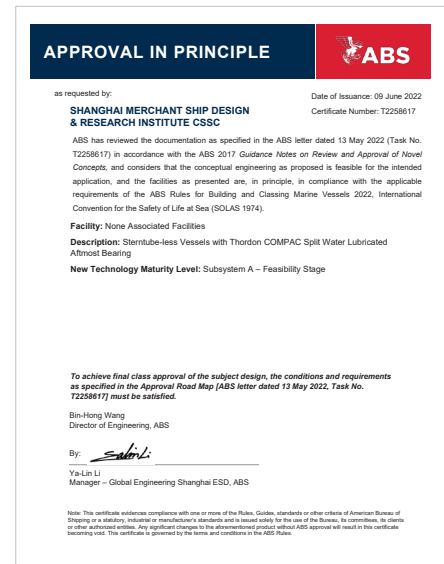 APPROVAL IN PRINCIPLE
ABS
as requested by:
Date of Issuance: 09 June 2022
SHANGHAI MERCHANT SHIP DESIGN
Certificate Number: T2258617
& RESEARCH INSTITUTE CSSC
ABS has reviewed the documentation as specified in the ABS letter dated 13 May 2022 (Task No.
T2258617) in accordance with the ABS 2017 Guidance Notes on Review and Approval of Novel
Concepts, and considers that the conceptual engineering as proposed is feasible for the intended
application, and the facilities as presented are, in principle, in compliance with the applicable
requirements of the ABS Rules for Building and Classing Marine Vessels 2022, International
Convention for the Safety of Life at Sea (SOLAS 1974).
Facility: None Associated Facilities
Description: Sterntube-less Vessels with Thordon COMPAC Split Water Lubricated
Aftmost Bearing
New Technology Maturity Level: Subsystem A – Feasibility Stage
To achieve final class approval of the subject design, the conditions and requirements
as specified in the Approval Road Map [ABS letter dated 13 May 2022, Task No.
T2258617] must be satisfied.
Bin-Hong Wang
Director of Engineering, ABS
By:
Ya-Lin Li
Manager – Global Engineering Shanghai ESD, ABS
Note: This certificate evidences compliance with one or more of the Rules, Guides, standards or other criteria of American Bureau of
Shipping or a statutory, industrial or manufacturer's standards and is issued solely for the use of the Bureau, its committees, its clients
or other authorized entities. Any significant changes to the aforementioned product without ABS approval will result in this certificate
becoming void. This certificate is governed by the terms and conditions in the ABS Rules.